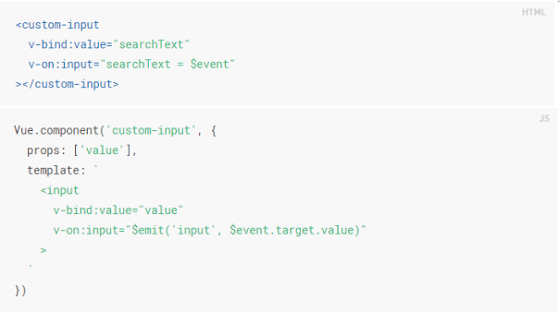 HTML
<custom-input
v-bind:value="searchText"
v-on:input="searchText = $event"
></custom-input>
JS
Vue.component('custom-input', {
props: ['value'],
template: `
<input
v-bind:value="value"
v-on:input="$emit('input', $event.target.value)"
>
`
})